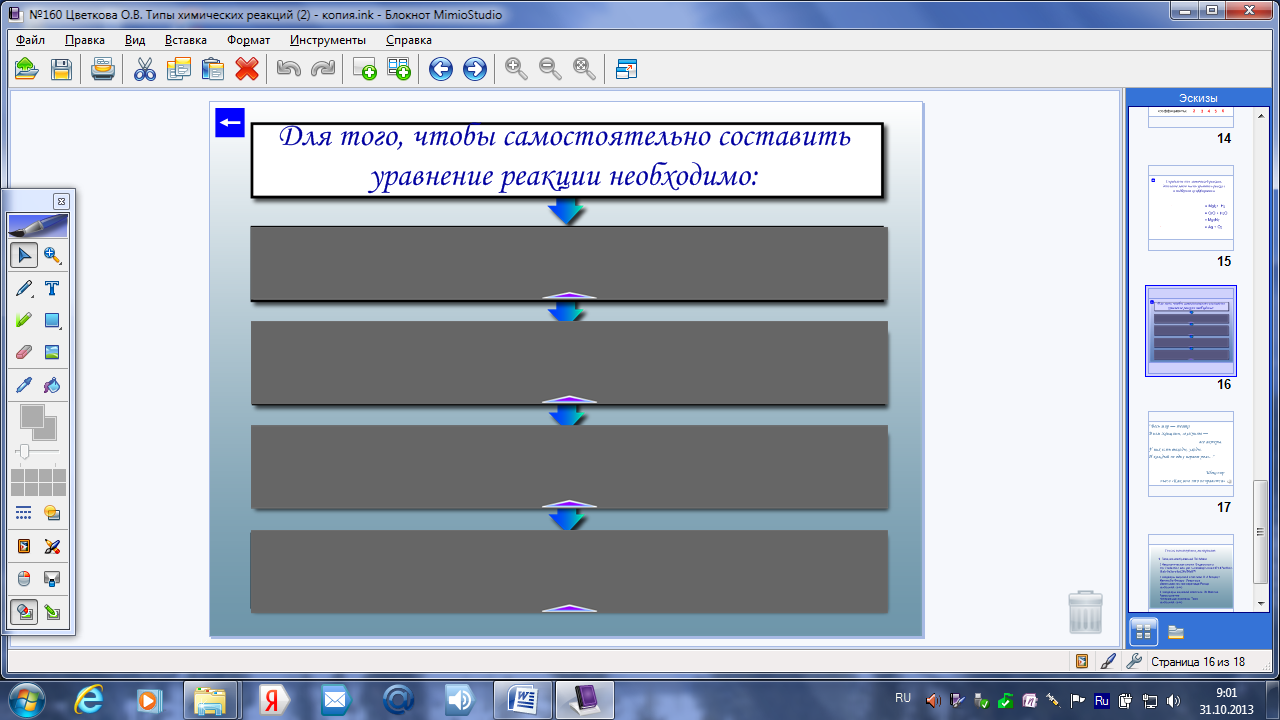 №160 Цветкова О.В. Типы химических реакций (2) - копия.ink - Блокнот MimioStudio
Файл Правка Вид Вставка Формат Инструменты Справка
Для того, чтобы самостоятельно составить
уравнение реакции необходимо:
Эскизы
14
15
16
17
Страница 16 из 18
RU
Ru
9:01
31.10.2013